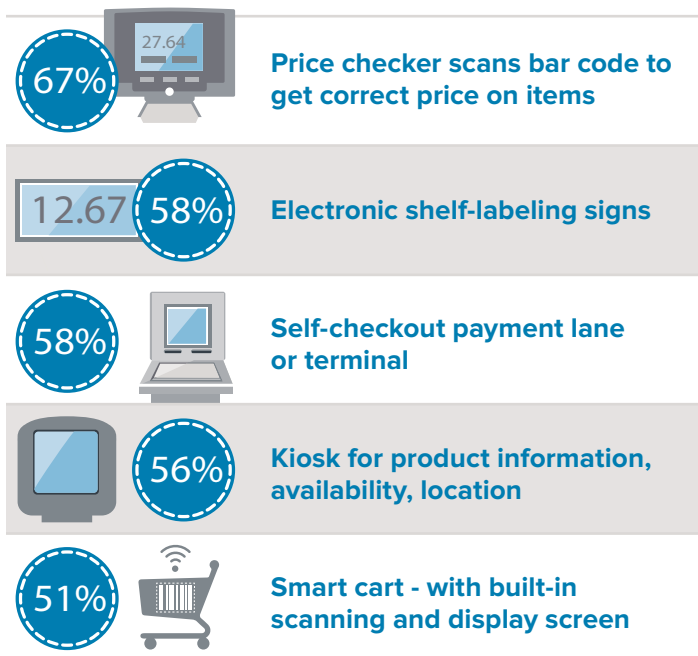 27.64
67%
Price checker scans bar code to
get correct price on items
12.67
58%
Electronic shelf-labeling signs
58%
Self-checkout payment lane
or terminal
56%
Kiosk for product information,
availability, location
51%
Smart cart - with built-in
scanning and display screen